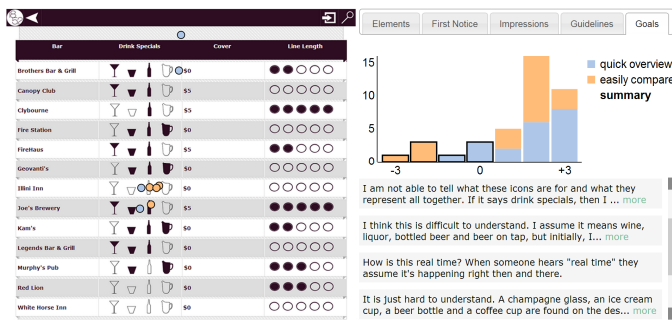 Elements First Notice Impressions Guidelines Goals
Bar Drink Specials Cover Line Length
Brothers Bar & Grill $0
Canopy Club $5
Clybourne $5
Fire Station $0
FireHaus $5
Geovanti's $0
Illini Inn $0
Joe's Brewery $5
Kam's $0
Legends Bar & Grill $0
Murphy's Pub $0
Red Lion $0
White Horse Inn $0
15
10
5
0
-3 0 +3
quick overview
easily compare
summary
I am not able to tell what these icons are for and what they
represent all together. If it says drink specials, then I ... more
I think this is difficult to understand. I assume it means wine,
liquor, bottled beer and beer on tap, but initially, I... more
How is this real time? When someone hears "real time" they
assume it's happening right then and there.
It is just hard to understand. A champagne glass, an ice cream
cup, a beer bottle and a coffee cup are found on the des... more